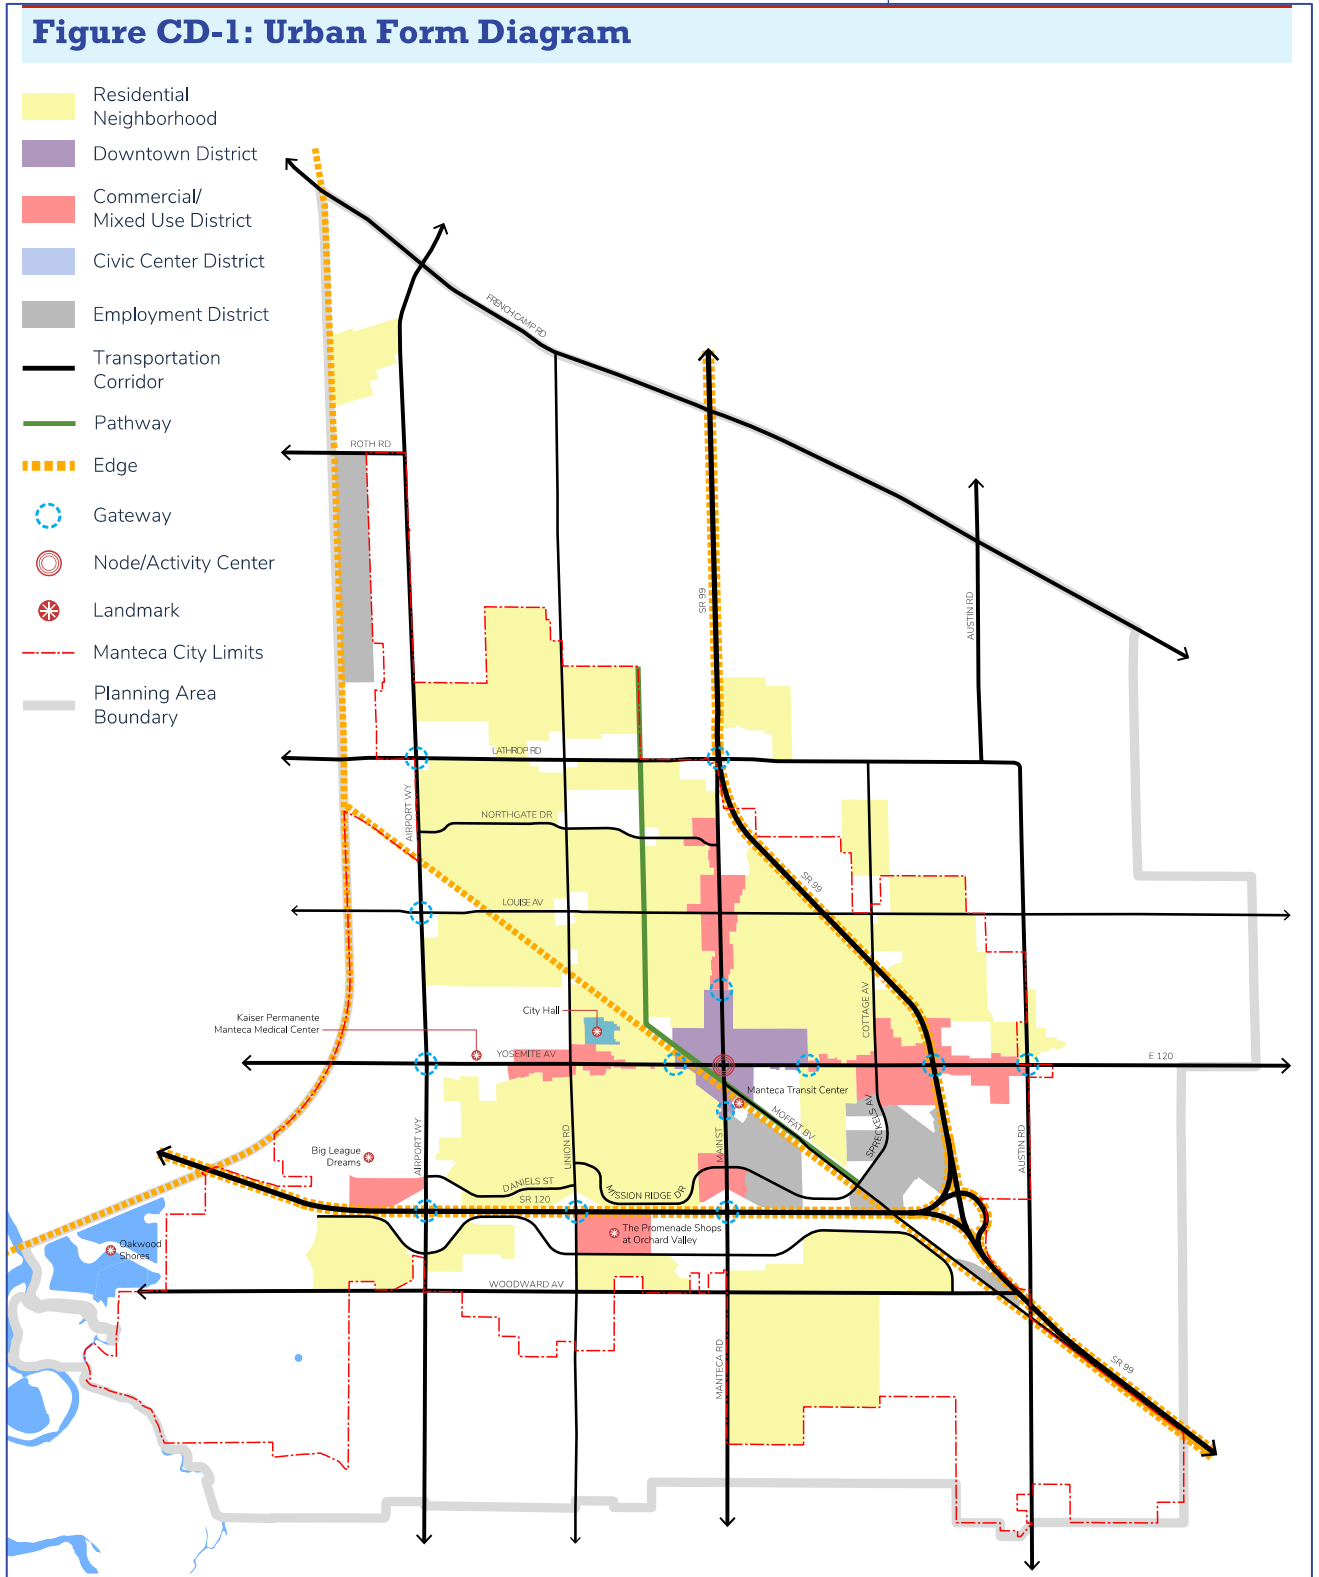 Figure CD-1: Urban Form Diagram
Residential
Neighborhood
Downtown District
Commercial/
Mixed Use District
Civic Center District
Employment District
Transportation
Corridor
Pathway
Edge
Gateway
Node/Activity Center
Landmark
Manteca City Limits
Planning Area
Boundary
FRENCH CAMP RD
ROTH RD
SR 99
AUSTIN RD
LATHROP RD
AIRPORT WY
NORTHGATE DR
SR 99
LOUISE AV
COTTAGE AV
Kaiser Permanente
Manteca Medical Center
City Hall
YOSEMITE AV
E 120
Manteca Transit Center
MOFFAT BV
SPRECKELS AV
MAIN ST
UNION RD
AIRPORT WY
AUSTIN RD
Big League
Dreams
DANIELS ST
MISSION RIDGE DR
SR 120
The Promenade Shops
at Orchard Valley
Oakwood
Shores
WOODWARD AV
MANTECA RD
SR 99